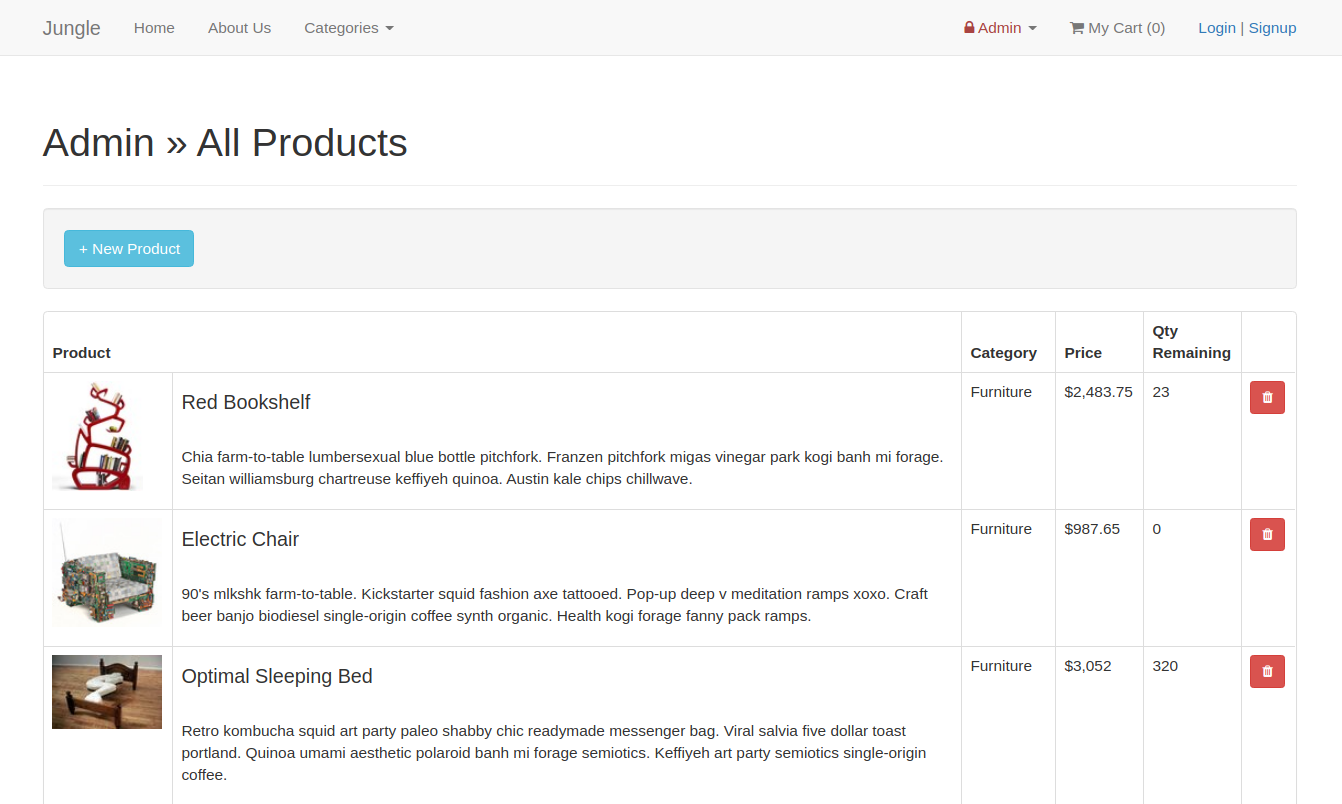 Jungle Home About Us Categories Admin My Cart (0) Login | Signup
Admin » All Products
+ New Product
Product Category Price Qty Remaining
Red Bookshelf Furniture $2,483.75 23
Chia farm-to-table lumbersexual blue bottle pitchfork. Franzen pitchfork migas vinegar park kogi banh mi forage.
Seitan williamsburg chartreuse keffiyeh quinoa. Austin kale chips chillwave.
Electric Chair Furniture $987.65 0
90's mlkshk farm-to-table. Kickstarter squid fashion axe tattooed. Pop-up deep v meditation ramps xoxo. Craft
beer banjo biodiesel single-origin coffee synth organic. Health kogi forage fanny pack ramps.
Optimal Sleeping Bed Furniture $3,052 320
Retro kombucha squid art party paleo shabby chic readymade messenger bag. Viral salvia five dollar toast
portland. Quinoa umami aesthetic polaroid banh mi forage semiotics. Keffiyeh art party semiotics single-origin
coffee.